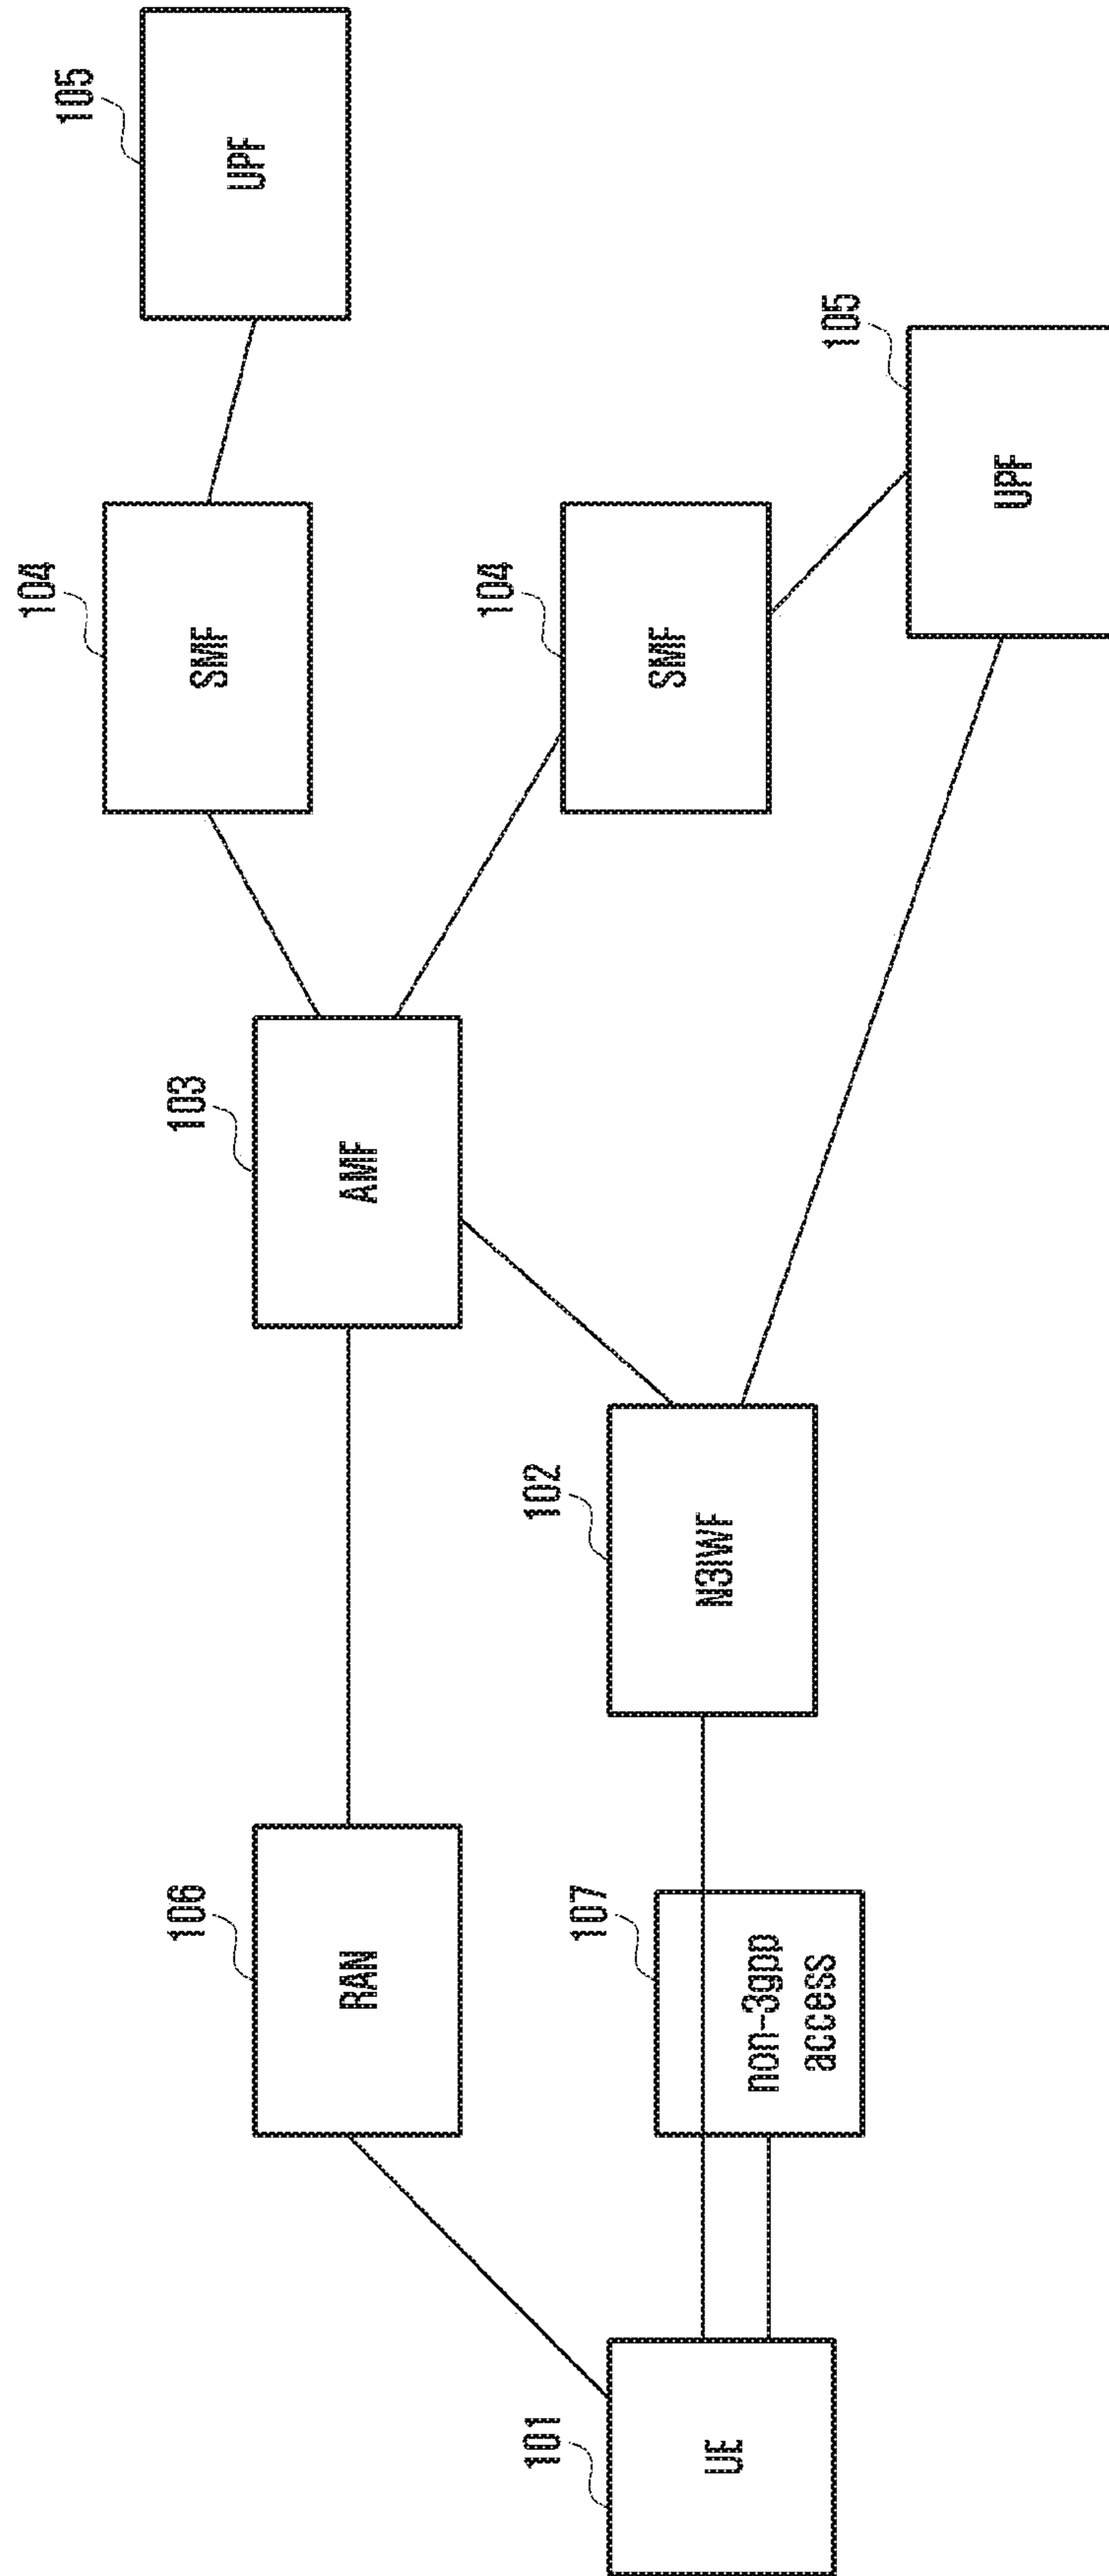 101
UE
106
RAN
107
non-3gpp
access
102
N3IWF
103
AMF
104
SMF
104
SMF
105
UPF
105
UPF